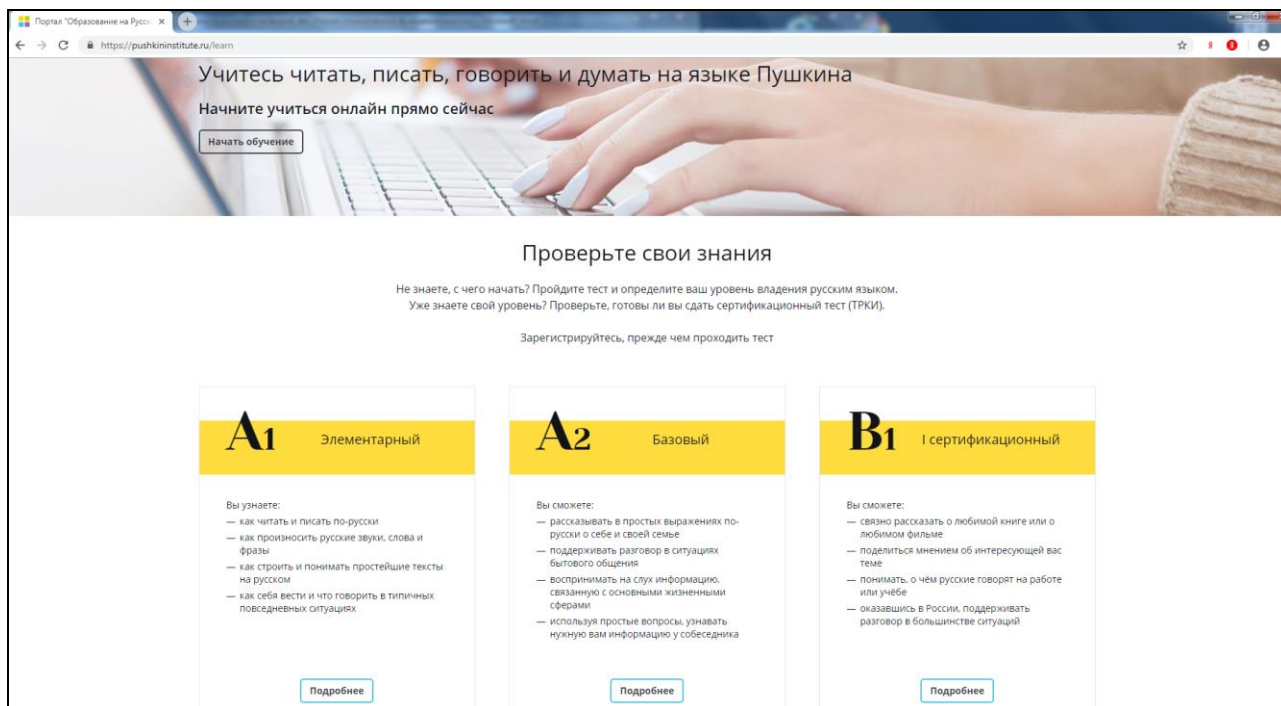 Портал "Образование на Русс
https://pushkininstitute.ru/learn
Учитесь читать, писать, говорить и думать на языке Пушкина
Начните учиться онлайн прямо сейчас
Начать обучение
Проверьте свои знания
Не знаете, с чего начать? Пройдите тест и определите ваш уровень владения русским языком.
Уже знаете свой уровень? Проверьте, готовы ли вы сдать сертификационный тест (ТРКИ).
Зарегистрируйтесь, прежде чем проходить тест
A1 Элементарный
Вы узнаете:
— как читать и писать по-русски
— как произносить русские звуки, слова и
фразы
— как строить и понимать простейшие тексты
на русском
— как себя вести и что говорить в типичных
повседневных ситуациях
Подробнее
A2 Базовый
Вы сможете:
— рассказывать в простых выражениях по-
русски о себе и своей семье
— поддерживать разговор в ситуациях
бытового общения
— воспринимать на слух информацию,
связанную с основными жизненными
сферами
— используя простые вопросы, узнавать
нужную вам информацию у собеседника
Подробнее
B1 I сертификационный
Вы сможете:
— связно рассказать о любимой книге или о
любимом фильме
— поделиться мнением об интересующей вас
теме
— понимать, о чём русские говорят на работе
или учёбе
— оказавшись в России, поддерживать
разговор в большинстве ситуаций
Подробнее